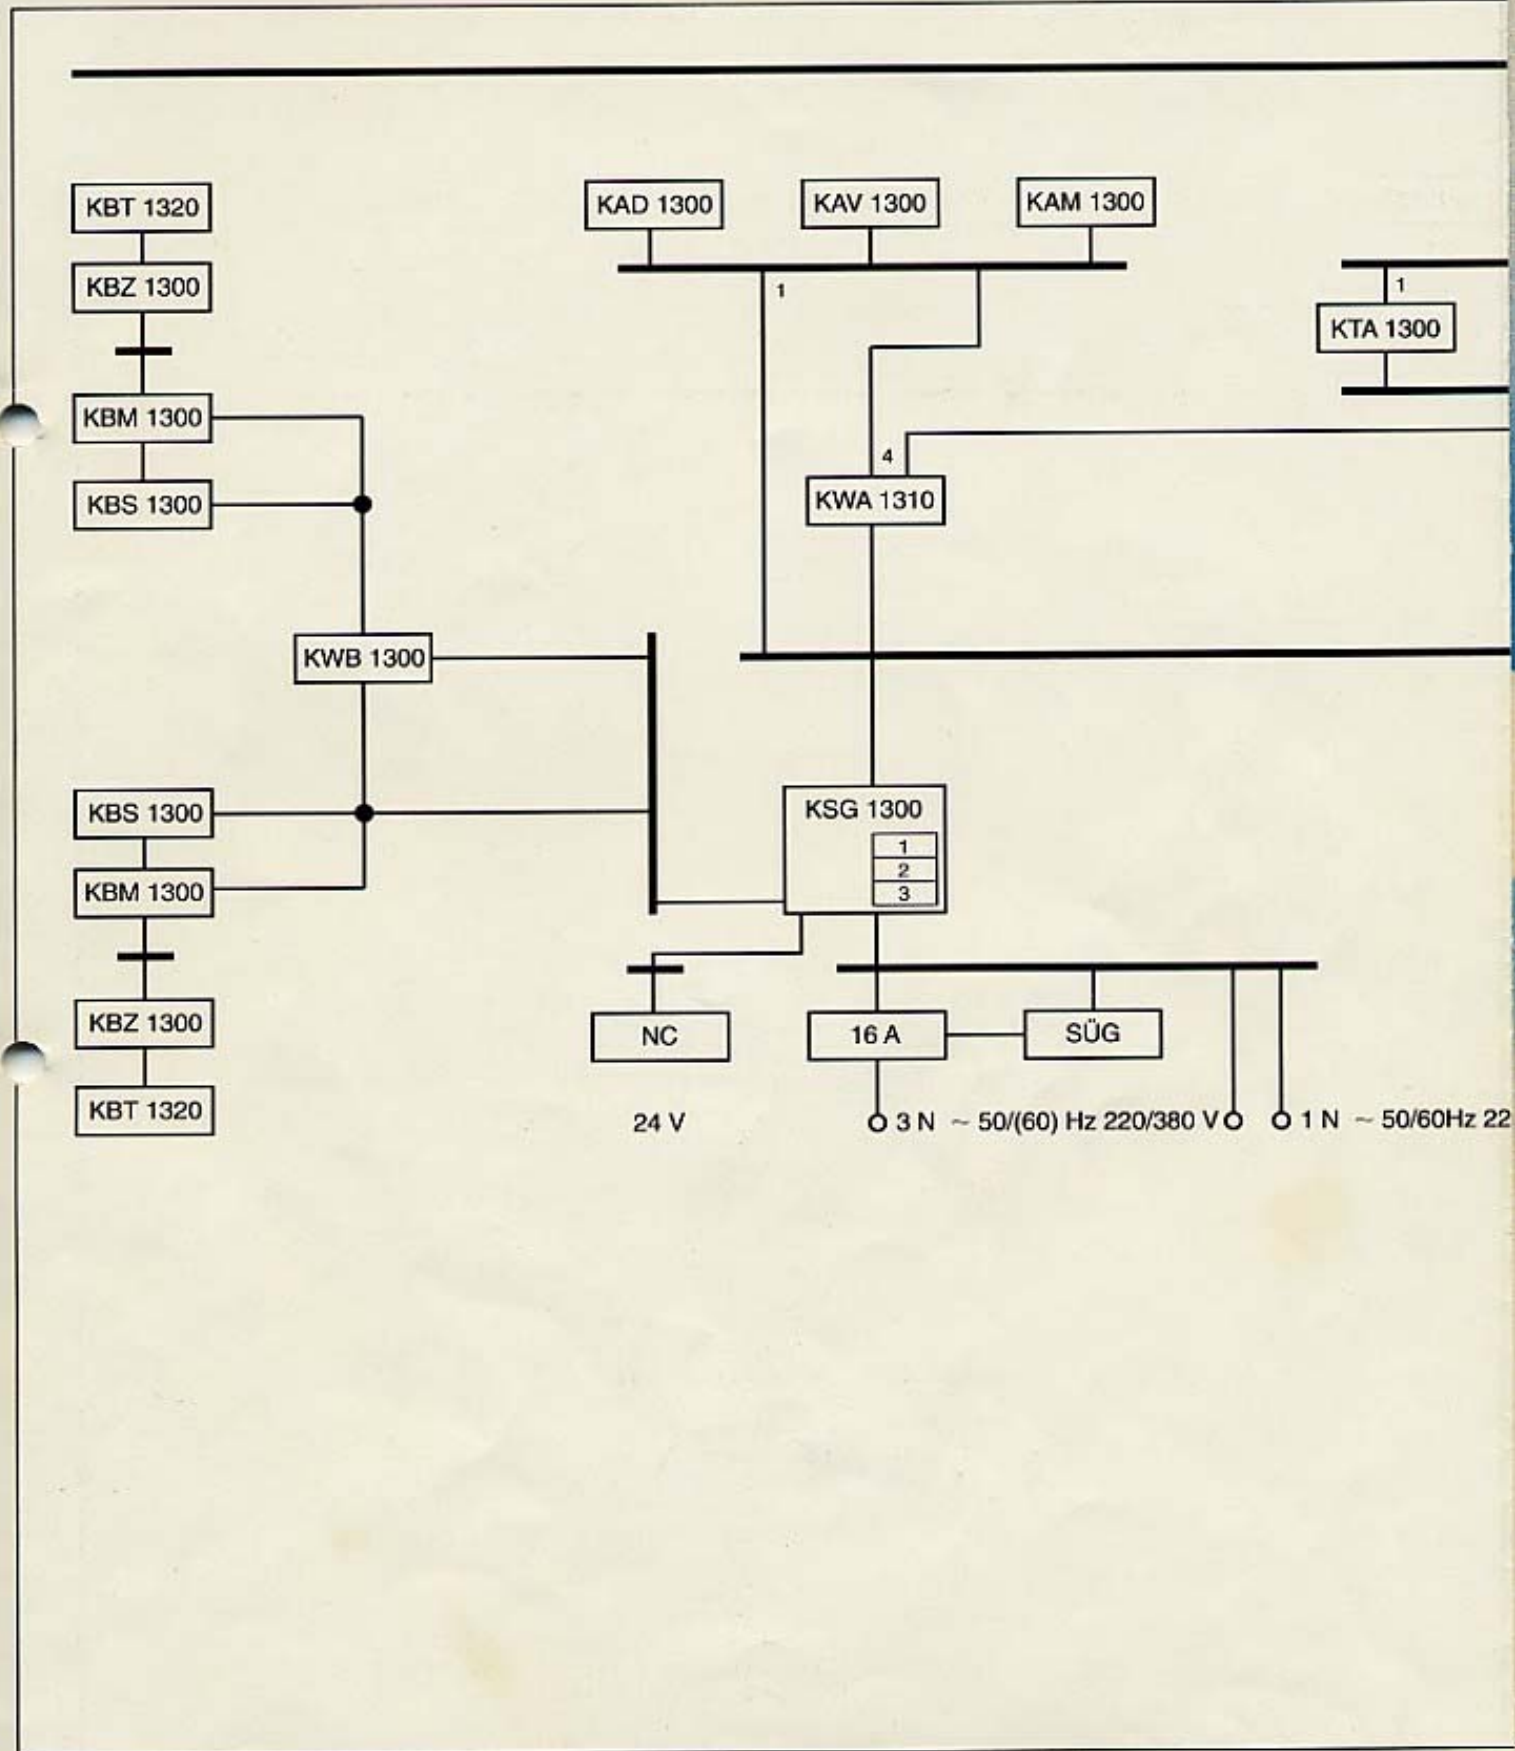 KBT 1320
KAD 1300
KAV 1300
KAM 1300
KBZ 1300
1
1
KTA 1300
KBM 1300
4
KBS 1300
KWA 1310
KWB 1300
KBS 1300
KSG 1300
1
2
3
KBM 1300
KBZ 1300
NC
16 A
SÜG
KBT 1320
24 V
3 N ~ 50/(60) Hz 220/380 V
1 N ~ 50/60Hz 22